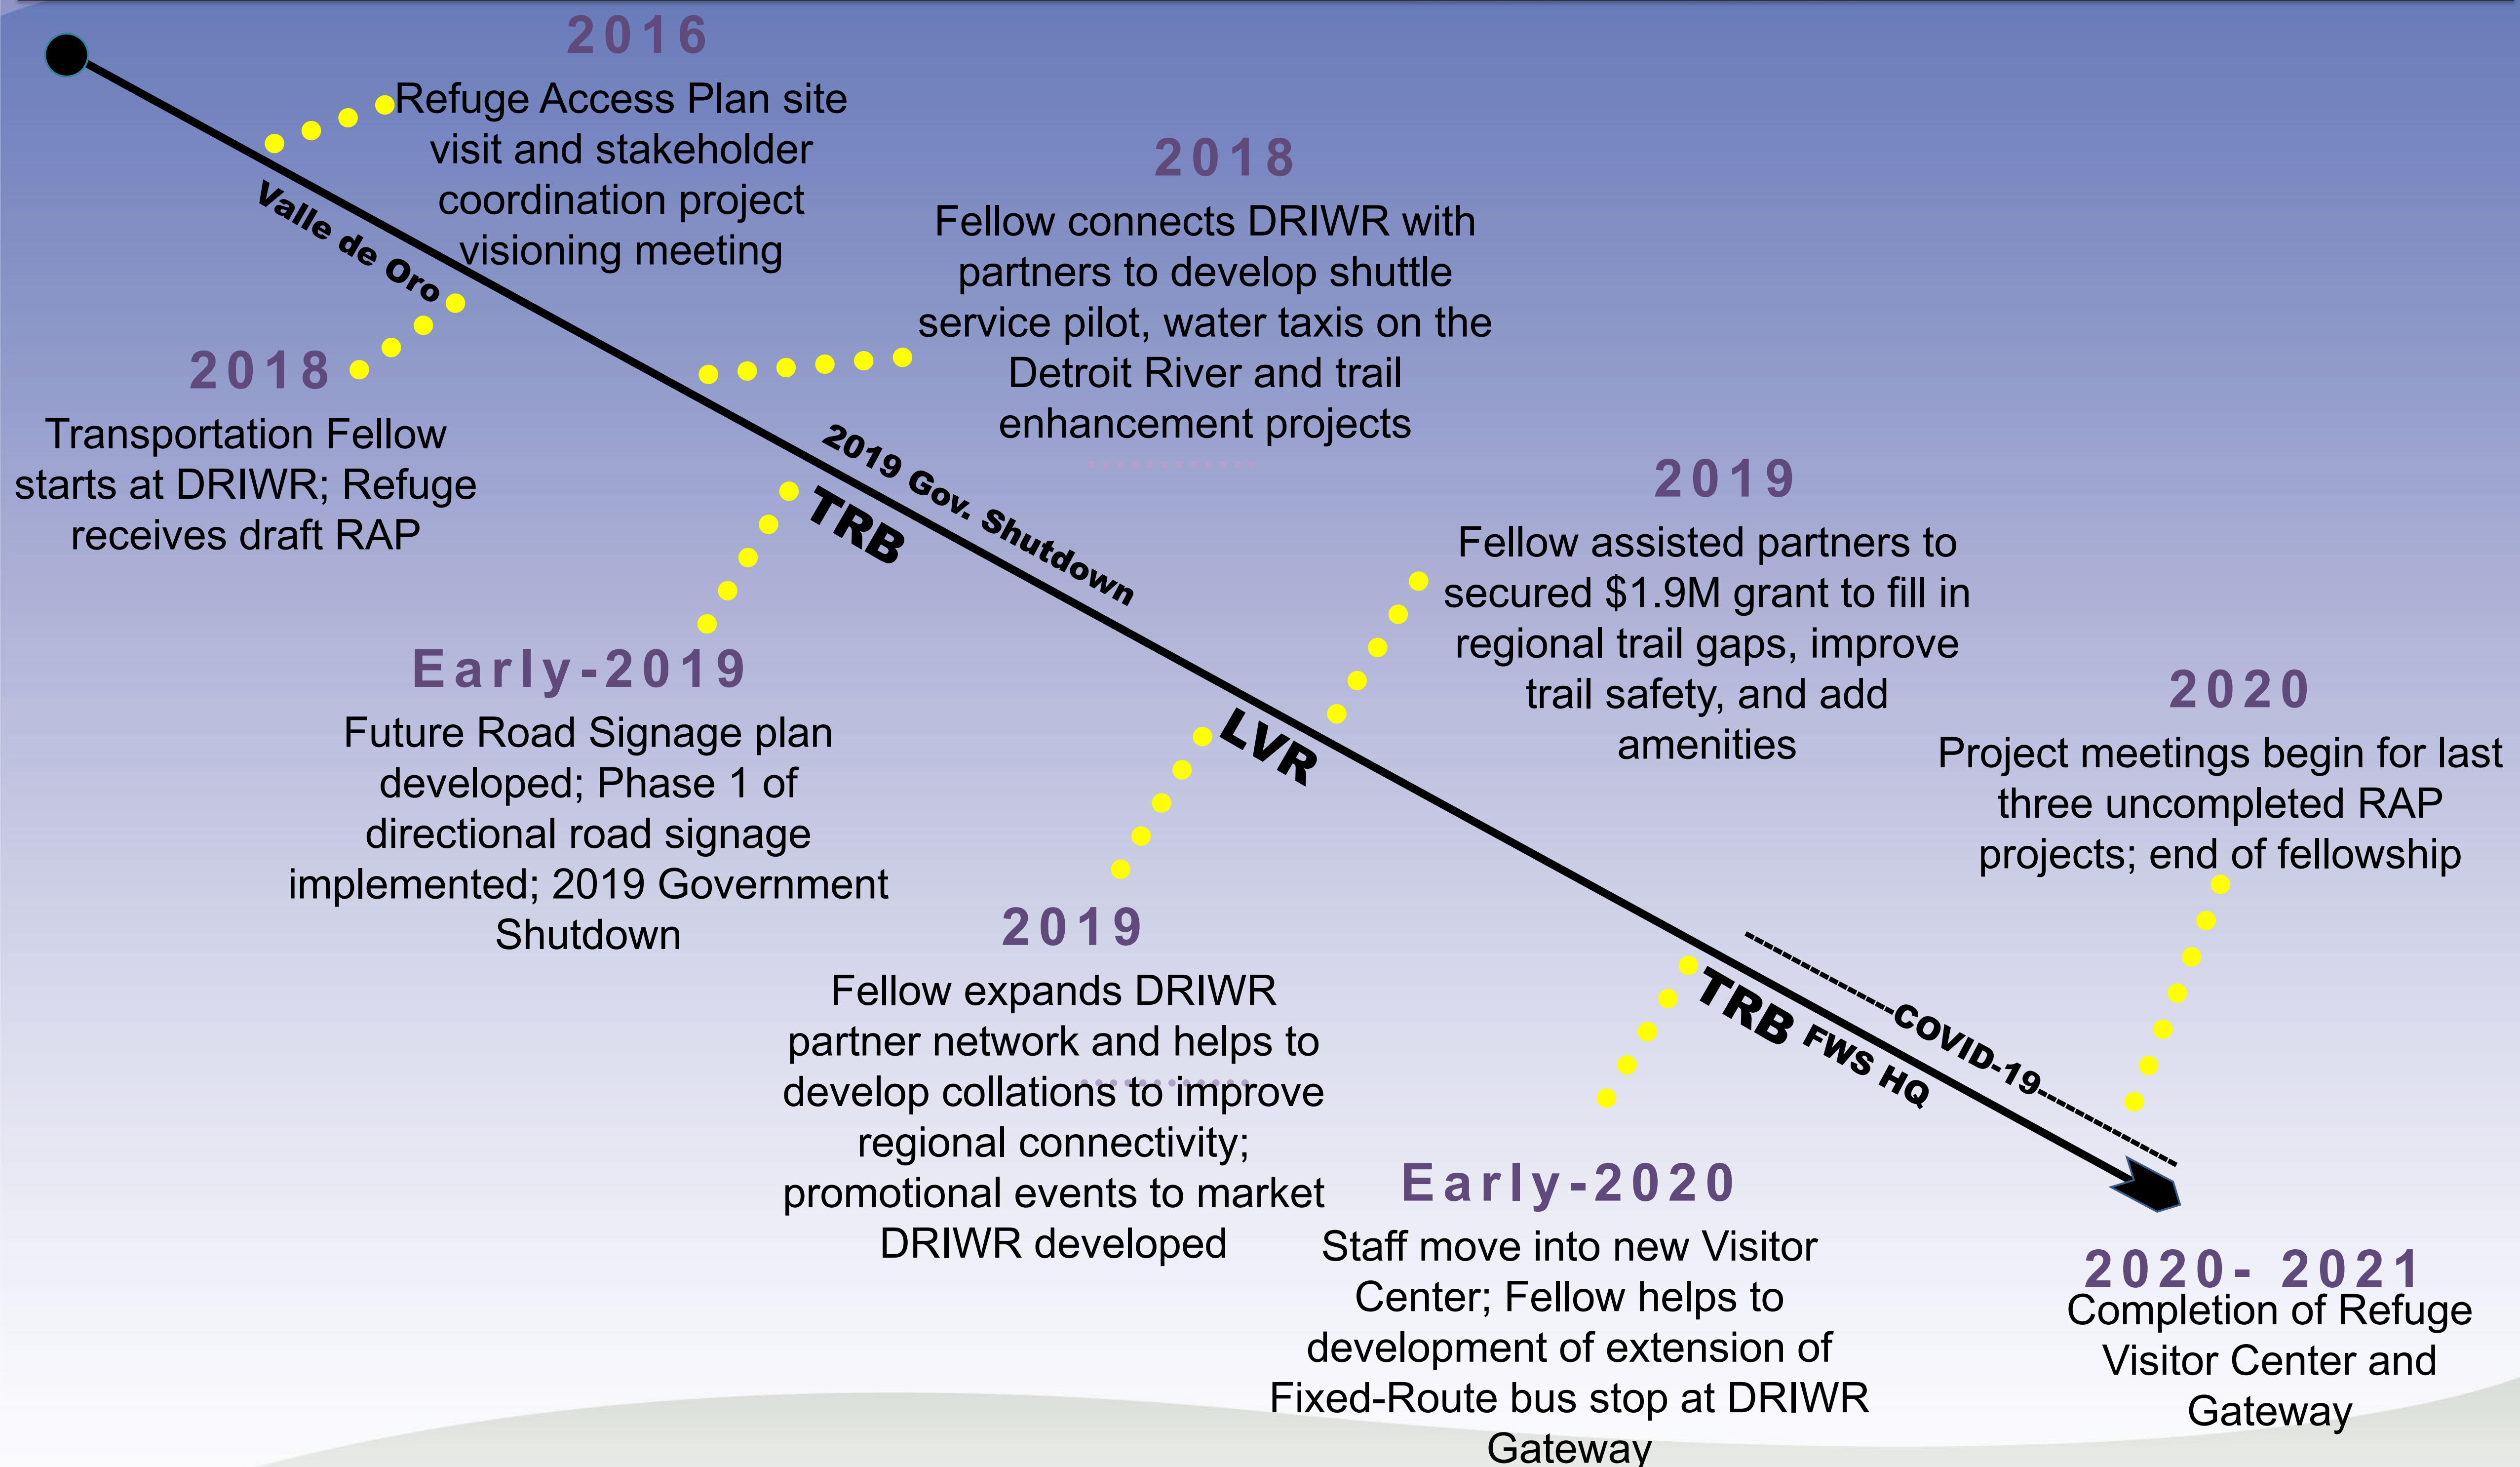 2016
Refuge Access Plan site
visit and stakeholder
coordination project
visioning meeting
Valle de Oro
2018
Transportation Fellow
starts at DRIWR; Refuge
receives draft RAP
2018
Fellow connects DRIWR with
partners to develop shuttle
service pilot, water taxis on the
Detroit River and trail
enhancement projects
2019 Gov. Shutdown
TRB
Early-2019
Future Road Signage plan
developed; Phase 1 of
directional road signage
implemented; 2019 Government
Shutdown
2019
Fellow assisted partners to
secured $1.9M grant to fill in
regional trail gaps, improve
trail safety, and add
amenities
LVR
2019
Fellow expands DRIWR
partner network and helps to
develop collations to improve
regional connectivity;
promotional events to market
DRIWR developed
2020
Project meetings begin for last
three uncompleted RAP
projects; end of fellowship
COVID-19
TRB FWS HQ
Early-2020
Staff move into new Visitor
Center; Fellow helps to
development of extension of
Fixed-Route bus stop at DRIWR
Gateway
2020- 2021
Completion of Refuge
Visitor Center and
Gateway